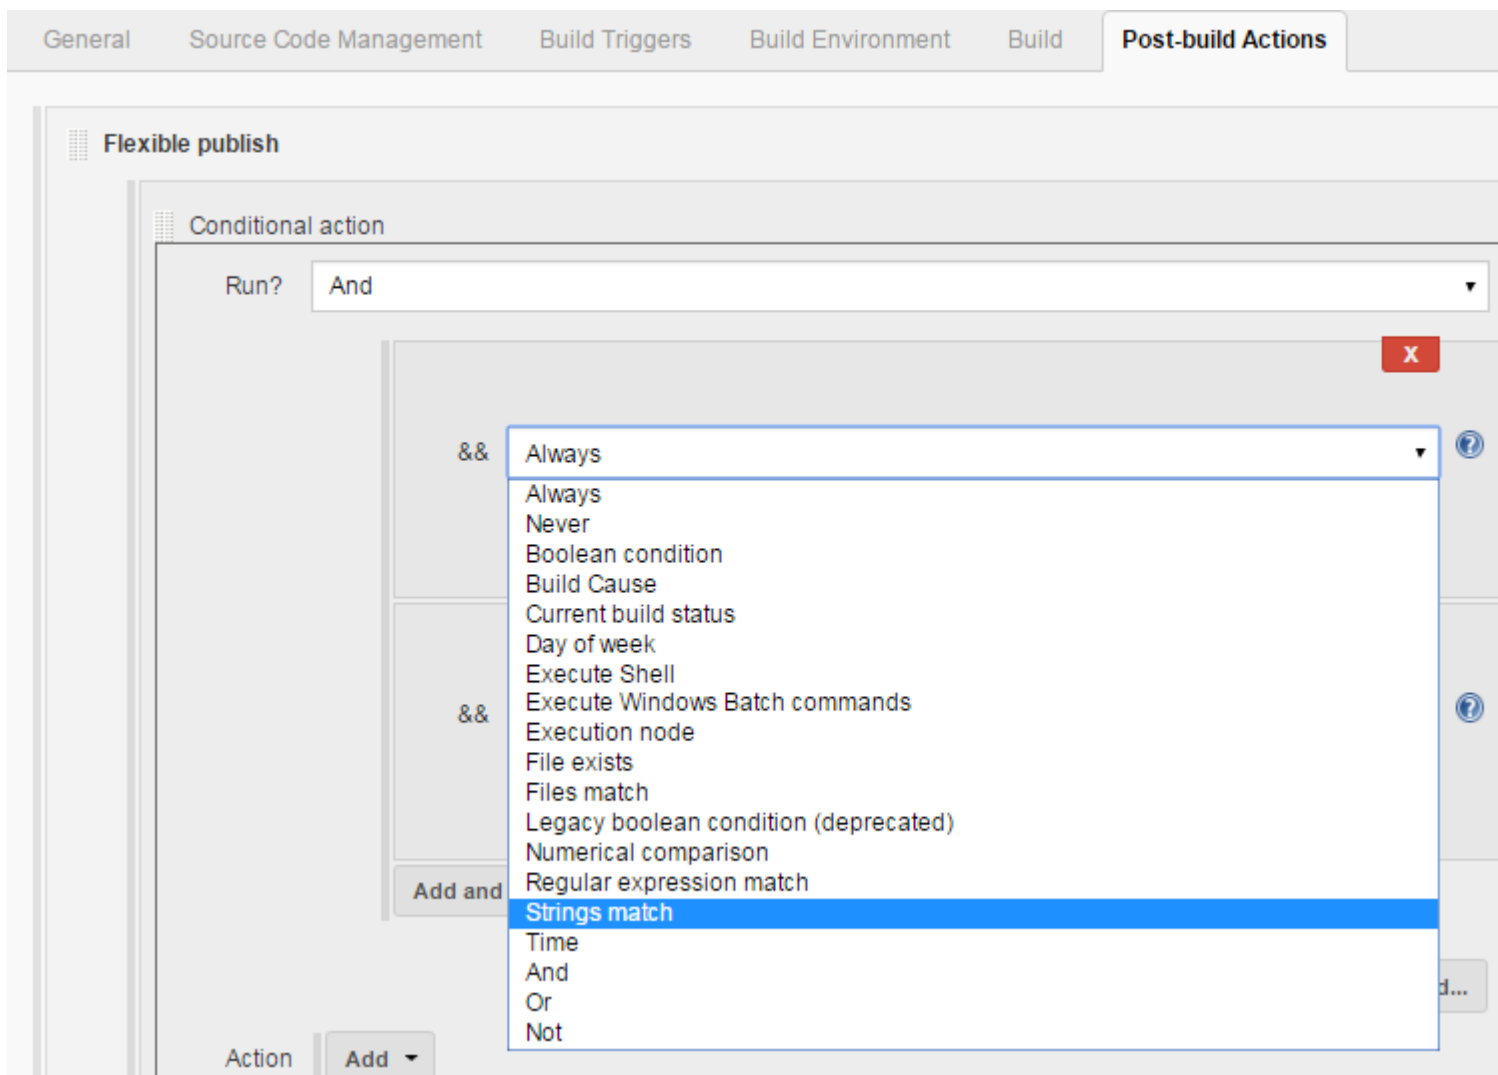 General Source Code Management Build Triggers Build Environment Build Post-build Actions
Flexible publish
Conditional action
Run? And
X
&& Always
Always
Never
Boolean condition
Build Cause
Current build status
Day of week
Execute Shell
Execute Windows Batch commands
&&
Execution node
File exists
Files match
Legacy boolean condition (deprecated)
Numerical comparison
Regular expression match
Add and
Strings match
Time
And
Or
Not
d...
Action Add